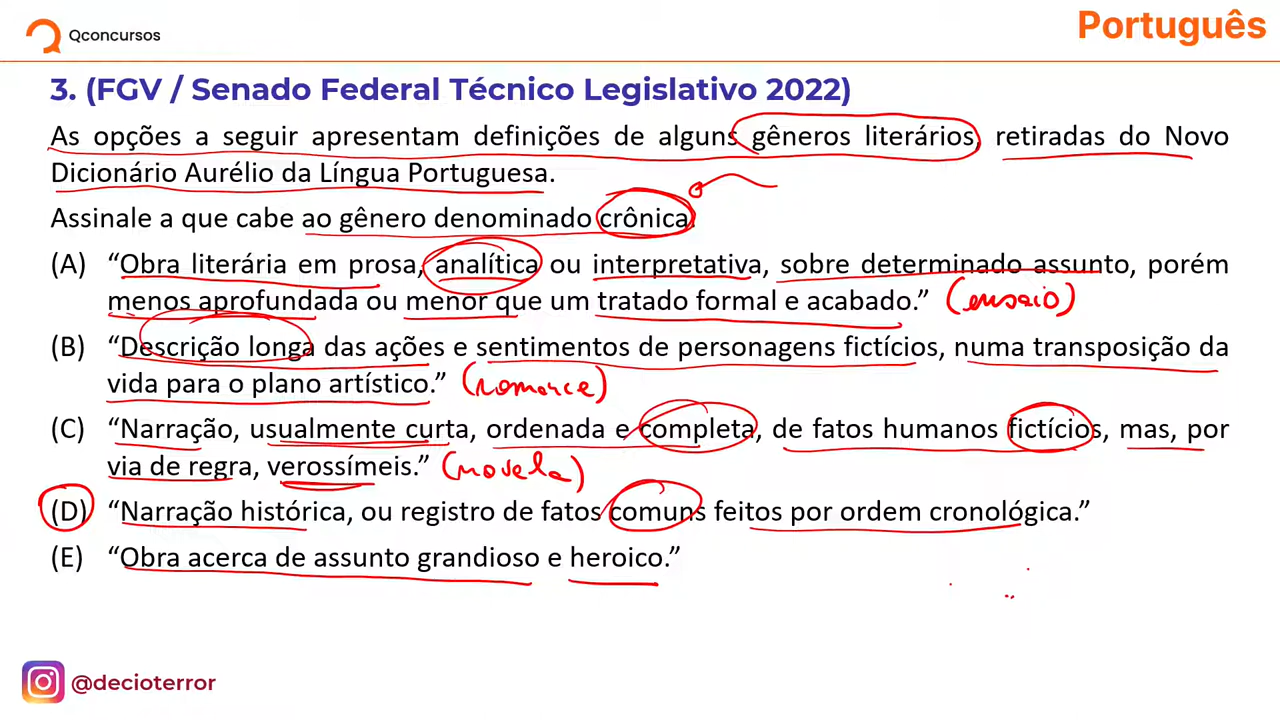 Qconcursos
Português
3. (FGV / Senado Federal Técnico Legislativo 2022)
As opções a seguir apresentam definições de alguns gêneros literários, retiradas do Novo
Dicionário Aurélio da Língua Portuguesa.
Assinale a que cabe ao gênero denominado crônica.
(A) “Obra literária em prosa, analítica ou interpretativa, sobre determinado assunto, porém
menos aprofundada ou menor que um tratado formal e acabado.” (ensaio)
(B) “Descrição longa das ações e sentimentos de personagens fictícios, numa transposição da
vida para o plano artístico.” (romance)
(C) “Narração, usualmente curta, ordenada e completa, de fatos humanos fictícios, mas, por
via de regra, verossímeis.” (novela)
(D) “Narração histórica, ou registro de fatos comuns feitos por ordem cronológica.”
(E) “Obra acerca de assunto grandioso e heroico.”
@decioterror